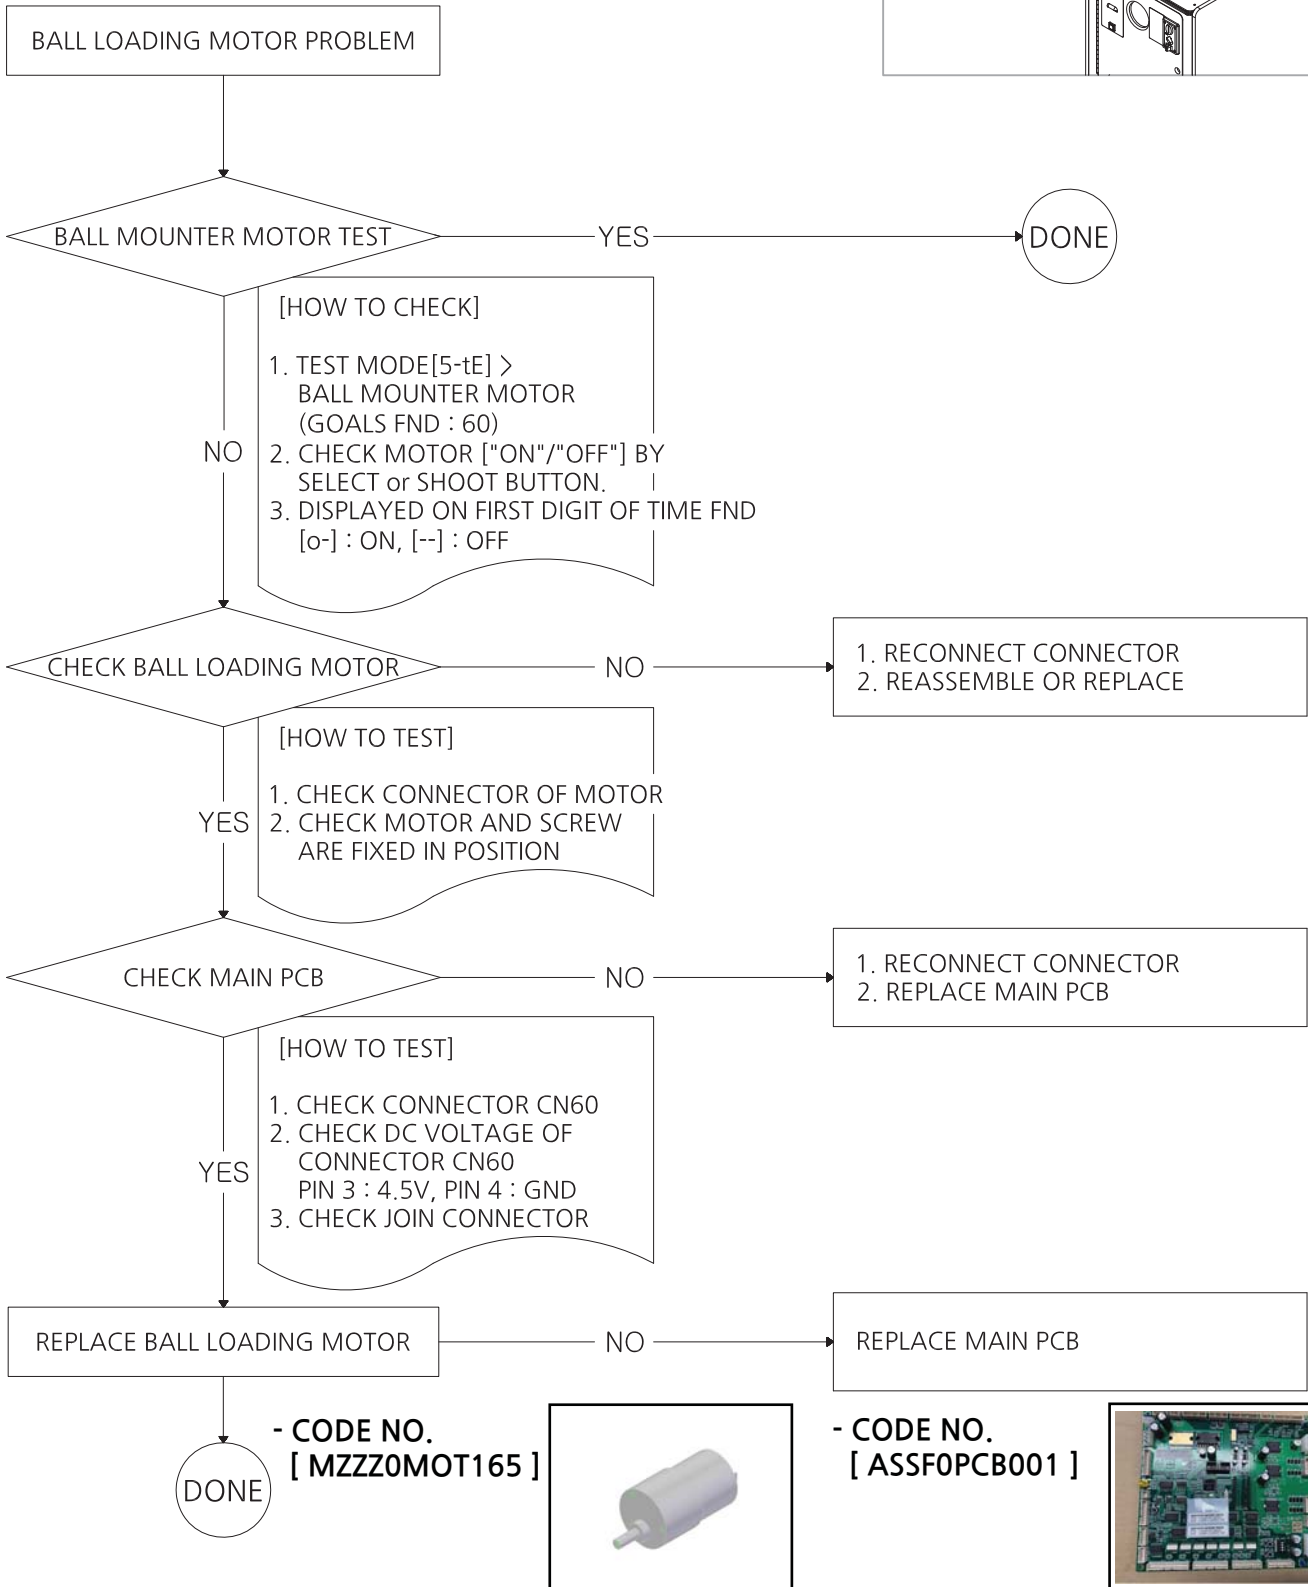 BALL LOADING MOTOR PROBLEM
BALL MOUNTER MOTOR TEST
YES
DONE
[HOW TO CHECK]
1. TEST MODE[5-tE] >
BALL MOUNTER MOTOR
(GOALS FND : 60)
2. CHECK MOTOR ["ON"/"OFF"] BY
SELECT or SHOOT BUTTON.
3. DISPLAYED ON FIRST DIGIT OF TIME FND
[o-] : ON, [--] : OFF
NO
CHECK BALL LOADING MOTOR
NO
1. RECONNECT CONNECTOR
2. REASSEMBLE OR REPLACE
[HOW TO TEST]
1. CHECK CONNECTOR OF MOTOR
2. CHECK MOTOR AND SCREW
ARE FIXED IN POSITION
YES
CHECK MAIN PCB
NO
1. RECONNECT CONNECTOR
2. REPLACE MAIN PCB
[HOW TO TEST]
1. CHECK CONNECTOR CN60
2. CHECK DC VOLTAGE OF
CONNECTOR CN60
PIN 3 : 4.5V, PIN 4 : GND
3. CHECK JOIN CONNECTOR
YES
REPLACE BALL LOADING MOTOR
NO
REPLACE MAIN PCB
DONE
- CODE NO.
[ MZZZ0MOT165 ]
- CODE NO.
[ ASSF0PCB001 ]